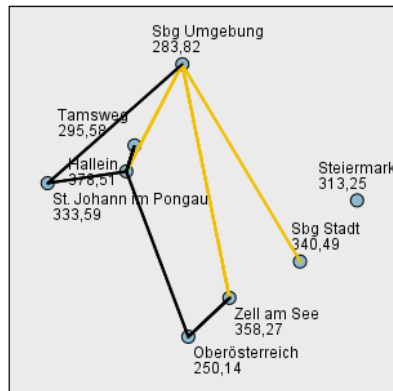 Sbg Umgebung
283,82
Tamsweg
295,58
Hallein
378,51
St. Johann im Pongau
333,59
Steiermark
313,25
Sbg Stadt
340,49
Zell am See
358,27
Oberösterreich
250,14